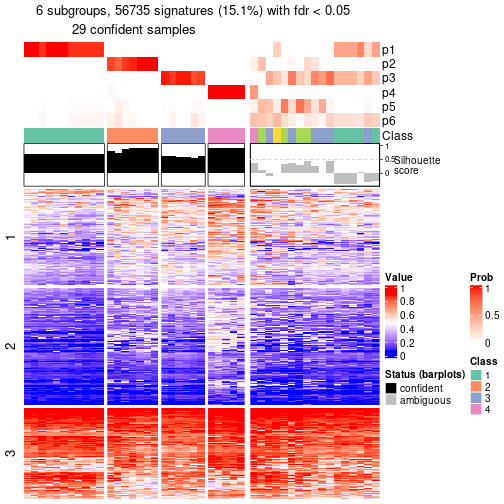 6 subgroups, 56735 signatures (15.1%) with fdr < 0.05
29 confident samples
p1
p2
p3
p4
p5
p6
Class
1
0.5
0
Silhouette
score
1
2
3
Value
1
0.8
0.6
0.4
0.2
0
Prob
1
0.5
0
Status (barplots)
confident
ambiguous
Class
1
2
3
4